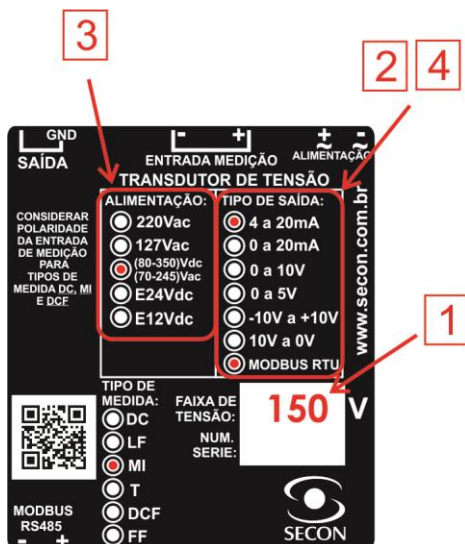 3
2 4
GND
SAÍDA
- +
ENTRADA MEDIÇÃO
± ~
ALIMENTAÇÃO
TRANSDUTOR DE TENSÃO
CONSIDERAR
POLARIDADE
DA ENTRADA
DE MEDIÇÃO
PARA
TIPOS DE
MEDIDA DC, MI
E DCF
ALIMENTAÇÃO:
220Vac
127Vac
(80-350)Vdc
(70-245)Vac
E24Vdc
E12Vdc
TIPO DE SAÍDA:
4 a 20mA
0 a 20mA
0 a 10V
0 a 5V
-10V a +10V
10V a 0V
MODBUS RTU
www.secon.com.br
1
TIPO DE
MEDIDA:
DC
LF
MI
T
DCF
FF
FAIXA DE
TENSÃO:
150 V
NUM.
SERIE:
MODBUS
RS485
- +
SECON